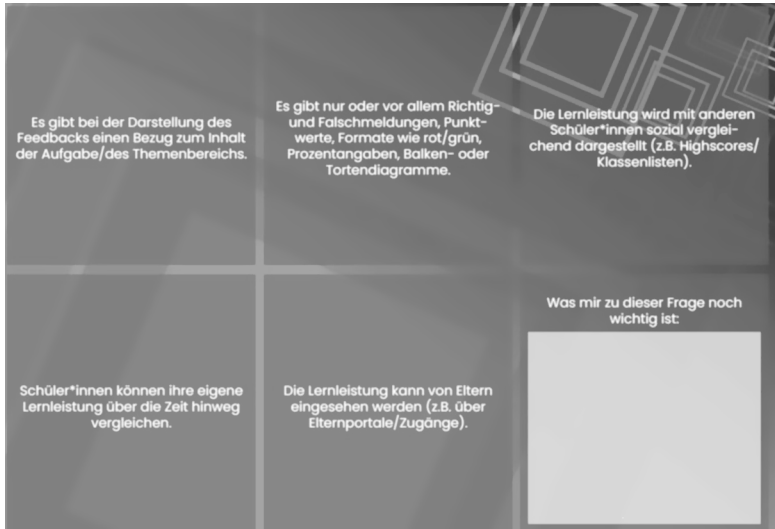 Es gibt bei der Darstellung des
Feedbacks einen Bezug zum Inhalt
der Aufgabe/des Themenbereichs.
Es gibt nur oder vor allem Richtig-
und Falschmeldungen, Punkt-
werte, Formate wie rot/grün,
Prozentangaben, Balken- oder
Tortendiagramme.
Die Lernleistung wird mit anderen
Schüler*innen sozial verglei-
chend dargestellt (z.B. Highscores/
Klassenlisten).
Schüler*innen können ihre eigene
Lernleistung über die Zeit hinweg
vergleichen.
Die Lernleistung kann von Eltern
eingesehen werden (z.B. über
Elternportale/Zugänge).
Was mir zu dieser Frage noch
wichtig ist: